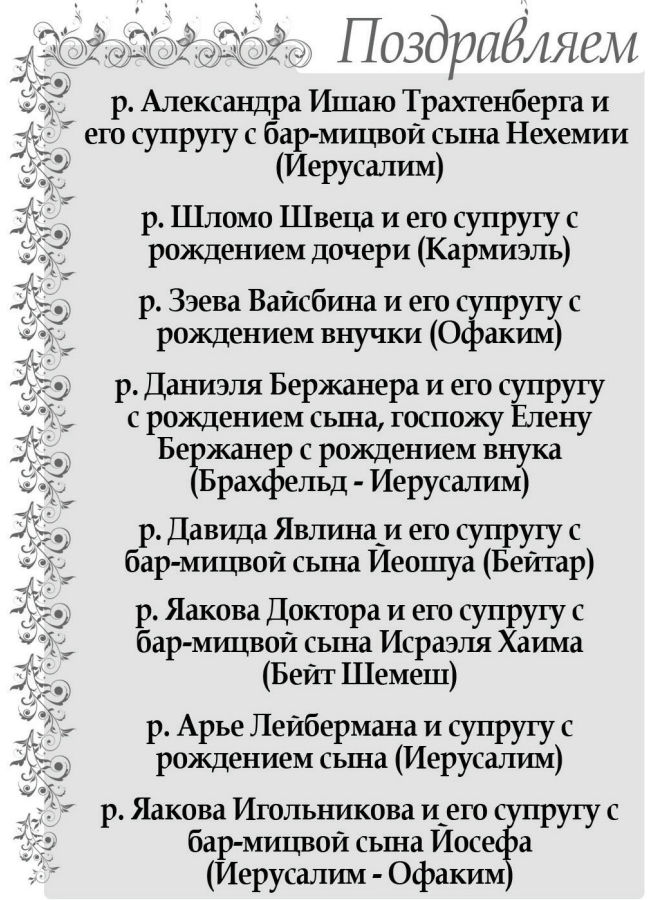 Поздравляем
р. Александра Ишаю Трахтенберга и
его супругу с бар-мицвой сына Нехемии
(Иерусалим)
р. Шломо Швеца и его супругу с
рождением дочери (Кармиэль)
р. Зэева Вайсбина и его супругу с
рождением внучки (Офаким)
р. Даниэля Бержанера и его супругу
с рождением сына, госпожу Елену
Бержанер с рождением внука
(Брахфельд - Иерусалим)
р. Давида Явлина и его супругу с
бар-мицвой сына Йеошуа (Бейтар)
р. Яакова Доктора и его супругу с
бар-мицвой сына Исраэля Хаима
(Бейт Шемеш)
р. Арье Лейбермана и супругу с
рождением сына (Иерусалим)
р. Яакова Игольникова и его супругу с
бар-мицвой сына Йосефа
(Иерусалим - Офаким)